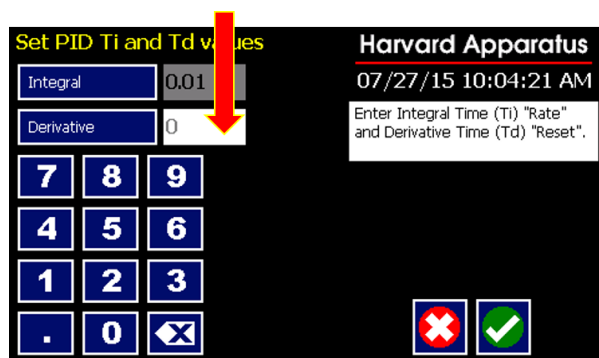 Set PID Ti and Td values
Harvard Apparatus
Integral
0.01
07/27/15 10:04:21 AM
Derivative
0
Enter Integral Time (Ti) "Rate"
and Derivative Time (Td) "Reset".
7 8 9
4 5 6
1 2 3
. 0